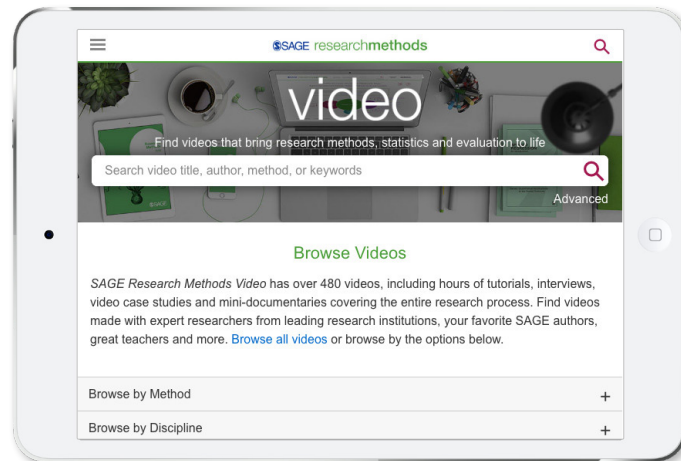 SAGE researchmethods
video
Find videos that bring research methods, statistics and evaluation to life
Search video title, author, method, or keywords
Advanced
Browse Videos
SAGE Research Methods Video has over 480 videos, including hours of tutorials, interviews,
video case studies and mini-documentaries covering the entire research process. Find videos
made with expert researchers from leading research institutions, your favorite SAGE authors,
great teachers and more. Browse all videos or browse by the options below.
Browse by Method +
Browse by Discipline +